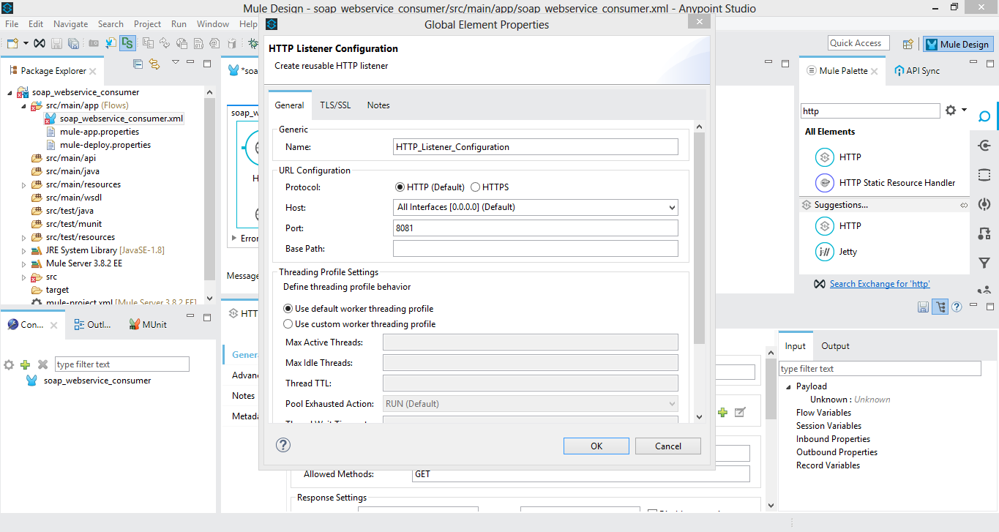 Mule Design - soap_webservice_consumer/src/main/app/soap_webservice_consumer.xml - Anypoint Studio
File Edit Navigate Search Project Run Window Help
Quick Access
Mule Design
Package Explorer
soap_webservice_consumer
src/main/app (Flows)
soap_webservice_consumer.xml
mule-app.properties
mule-deploy.properties
src/main/api
src/main/java
src/main/resources
src/main/wsdl
src/test/java
src/test/munit
src/test/resources
JRE System Library [JavaSE-1.8]
Mule Server 3.8.2 EE
src
target
mule-project.xml [Mule Server 3.8.2 EE]
Con... Outl... MUnit
type filter text
soap_webservice_consumer
*soa
soap_w
H
Error
Message
HTT
Genera
Advan
Notes
Metada
Global Element Properties
HTTP Listener Configuration
Create reusable HTTP listener
General TLS/SSL Notes
Generic
Name: HTTP_Listener_Configuration
URL Configuration
Protocol: HTTP (Default) HTTPS
Host: All Interfaces [0.0.0.0] (Default)
Port: 8081
Base Path:
Threading Profile Settings
Define threading profile behavior
Use default worker threading profile
Use custom worker threading profile
Max Active Threads:
Max Idle Threads:
Thread TTL:
Pool Exhausted Action: RUN (Default)
OK Cancel
Allowed Methods: GET
Response Settings
Mule Palette API Sync
http
All Elements
HTTP
HTTP Static Resource Handler
Suggestions...
HTTP
j:// Jetty
Search Exchange for 'http'
Input Output
type filter text
Payload
Unknown : Unknown
Flow Variables
Session Variables
Inbound Properties
Outbound Properties
Record Variables